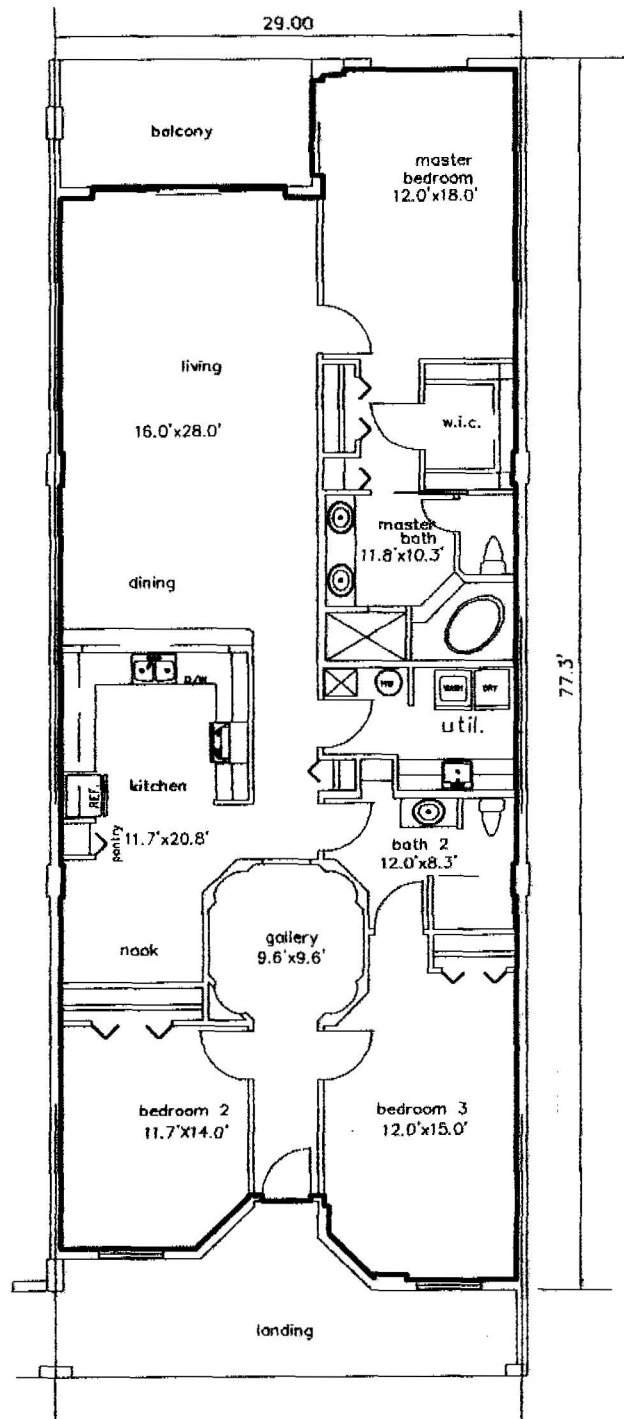 29.00
balcony
master
bedroom
12.0'x18.0'
living
16.0'x28.0'
w.i.c.
master
bath
11.8'x10.3'
dining
D/W
WASH
DRY
util.
77.3'
kitchen
REF.
11.7'x20.8'
pantry
bath 2
12.0'x8.3'
gallery
9.6'x9.6'
nook
bedroom 2
11.7'X14.0'
bedroom 3
12.0'x15.0'
landing